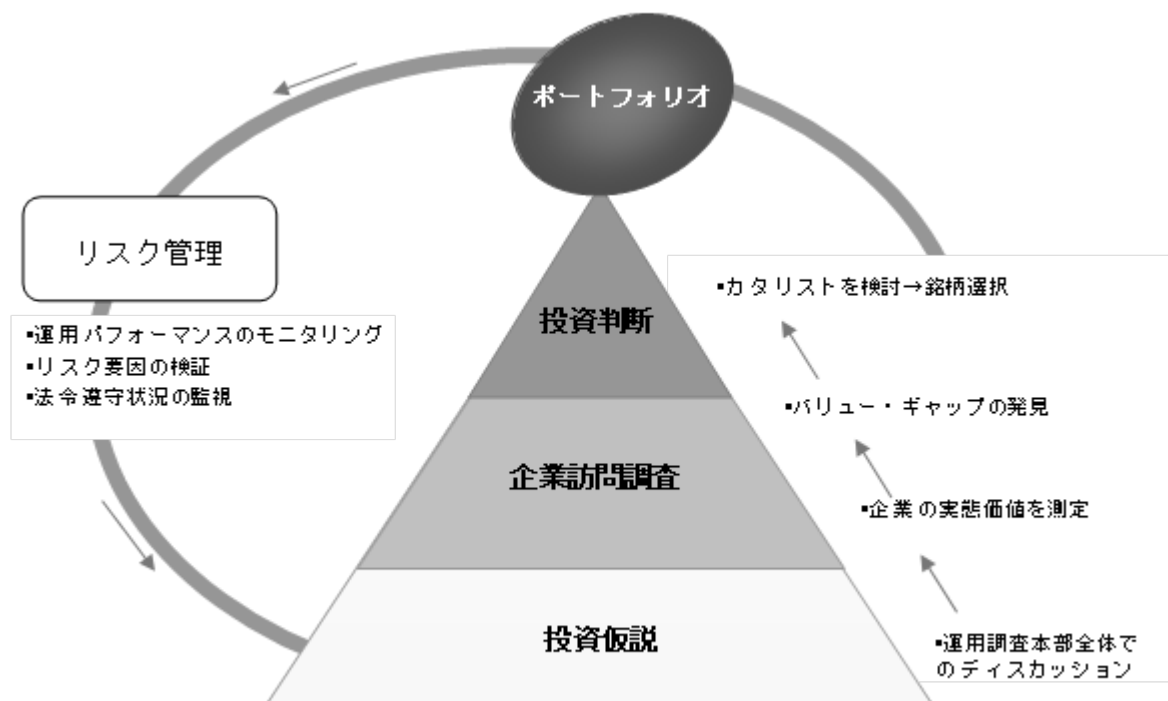 ポートフォリオ
リスク管理
▪運用パフォーマンスのモニタリング
▪リスク要因の検証
▪法令遵守状況の監視
投資判断
企業訪問調査
投資仮説
▪カタリストを検討→銘柄選択
▪バリュー・ギャップの発見
▪企業の実態価値を測定
▪運用調査本部全体で
のディスカッション